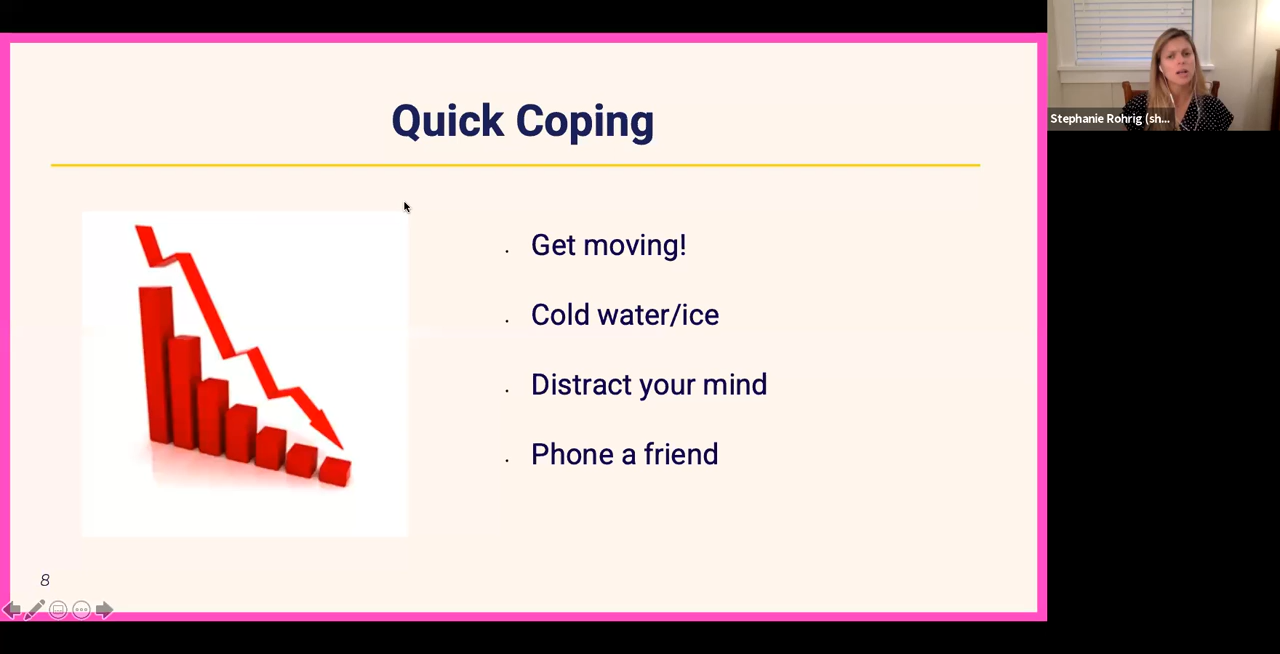 Quick Coping
Get moving!
Cold water/ice
Distract your mind
Phone a friend
8
Stephanie Rohrig (sh...